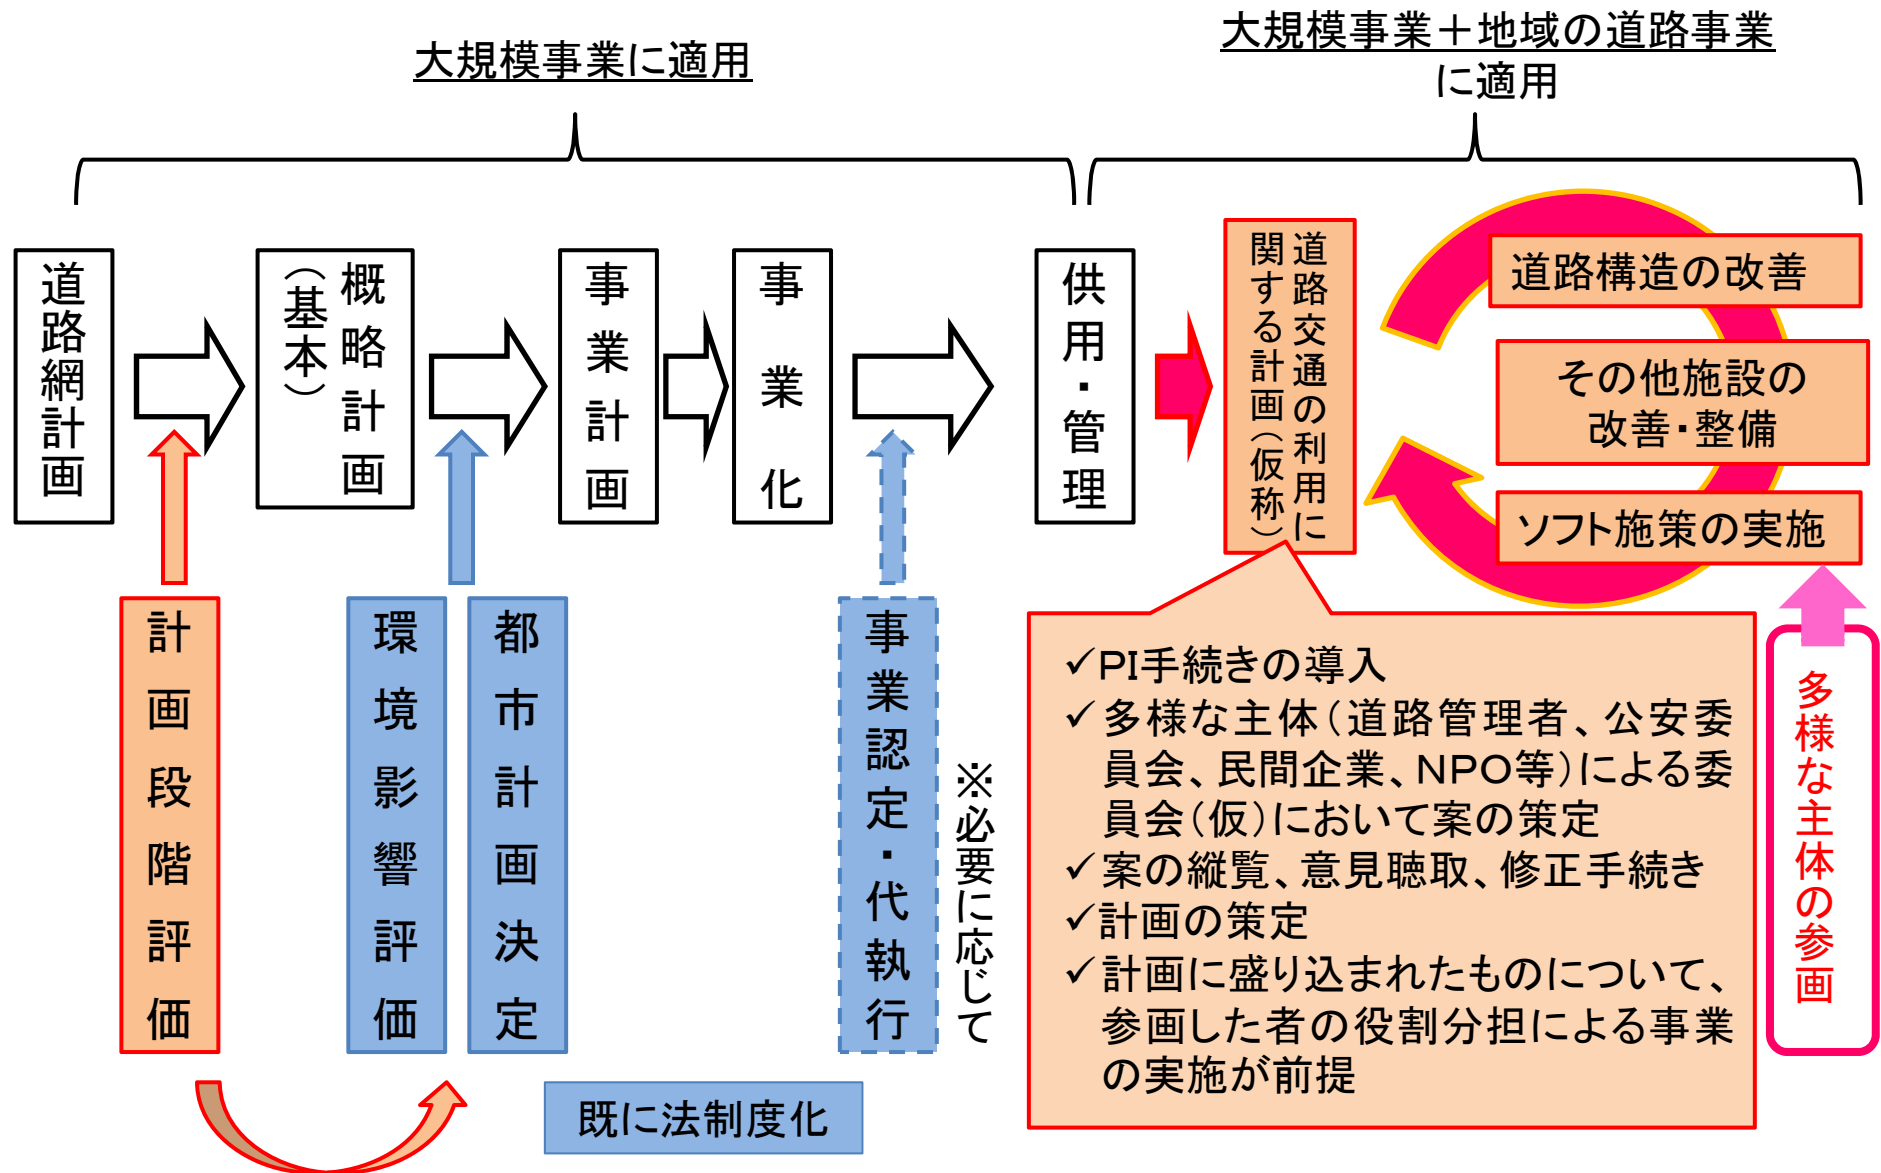 大規模事業に適用
大規模事業＋地域の道路事業
に適用
道路網計画
概略計画
（基本）
事業計画
事業化
供用・管理
道路交通の利用に
関する計画（仮称）
道路構造の改善
その他施設の
改善・整備
ソフト施策の実施
計画段階評価
環境影響評価
都市計画決定
事業認定・代執行
※必要に応じて
既に法制度化
✓PI手続きの導入
✓多様な主体（道路管理者、公安委
員会、民間企業、NPO等）による委
員会（仮）において案の策定
✓案の縦覧、意見聴取、修正手続き
✓計画の策定
✓計画に盛り込まれたものについて、
参画した者の役割分担による事業
の実施が前提
多様な主体の参画